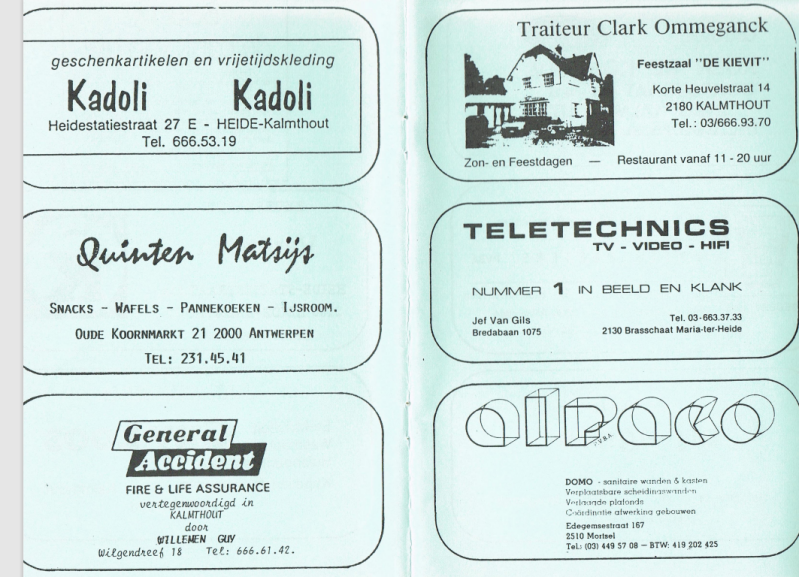 geschenkartikelen en vrijetijdskleding
Kadoli Kadoli
Heidestatiestraat 27 E - HEIDE-Kalmthout
Tel. 666.53.19
Quinten Matsijs
SNACKS - WAFELS - PANNEKOEKEN - IJSROOM.
OUDE KOORNMARKT 21 2000 ANTWERPEN
TEL: 231.45.41
General
Accident
FIRE & LIFE ASSURANCE
vertegenwoordigd in
KALMTHOUT
door
WILLEMEN GUY
Wilgendreef 18 Tel: 666.61.42.
Traiteur Clark Ommeganck
Feestzaal "DE KIEVIT"
Korte Heuvelstraat 14
2180 KALMTHOUT
Tel.: 03/666.93.70
Zon- en Feestdagen — Restaurant vanaf 11 - 20 uur
TELETECHNICS
TV - VIDEO - HIFI
NUMMER 1 IN BEELD EN KLANK
Jef Van Gils Tel. 03-663.37.33
Bredabaan 1075 2130 Brasschaat Maria-ter-Heide
alpaco
DOMO - sanitaire wanden & kasten
Verplaatsbare scheidingswanden
Verlaagde plafonds
Coördinatie afwerking gebouwen
Edegemsestraat 167
2510 Mortsel
Tel.: (03) 449 57 08 - BTW: 419 202 425